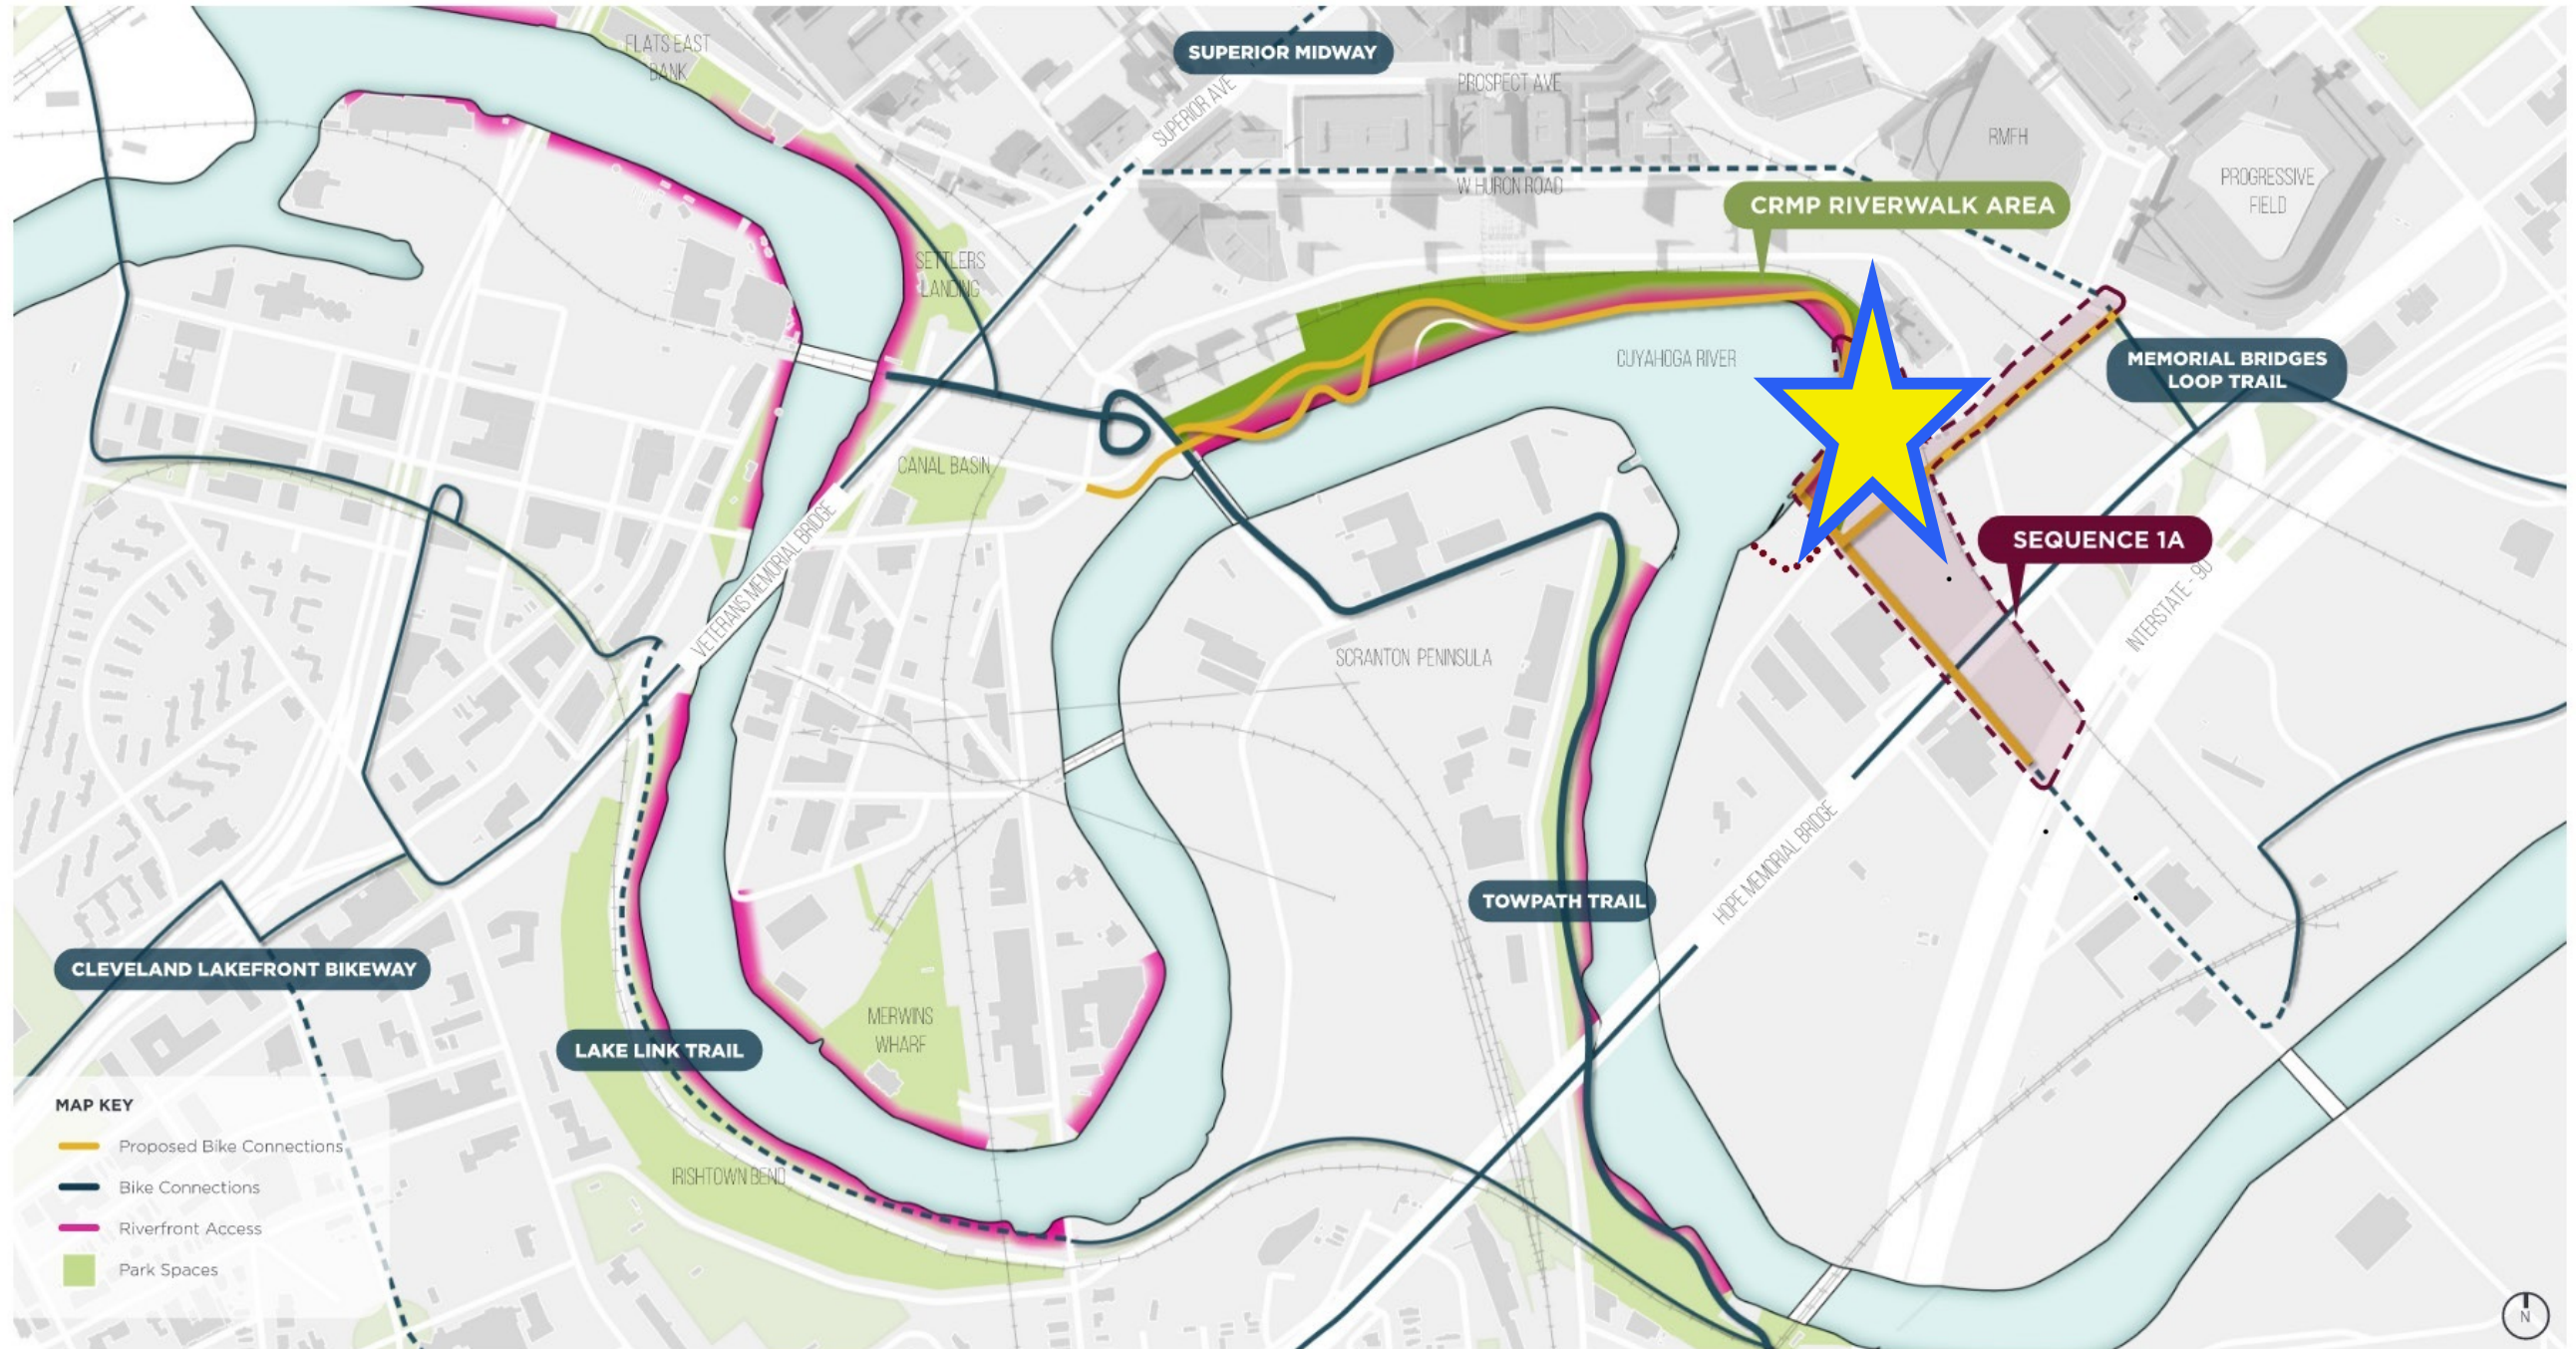 FLATS EAST
BANK
SUPERIOR MIDWAY
SUPERIOR AVE
PROSPECT AVE
RMFH
PROGRESSIVE
FIELD
W HURON ROAD
CRMP RIVERWALK AREA
SETTLERS
LANDING
CUYAHOGA RIVER
MEMORIAL BRIDGES
LOOP TRAIL
CANAL BASIN
VETERANS MEMORIAL BRIDGE
SEQUENCE 1A
INTERSTATE - 90
SCRANTON PENINSULA
HOPE MEMORIAL BRIDGE
TOWPATH TRAIL
CLEVELAND LAKEFRONT BIKEWAY
MERWINS
WHARF
LAKE LINK TRAIL
IRISHTOWN BEND
MAP KEY
Proposed Bike Connections
Bike Connections
Riverfront Access
Park Spaces
N